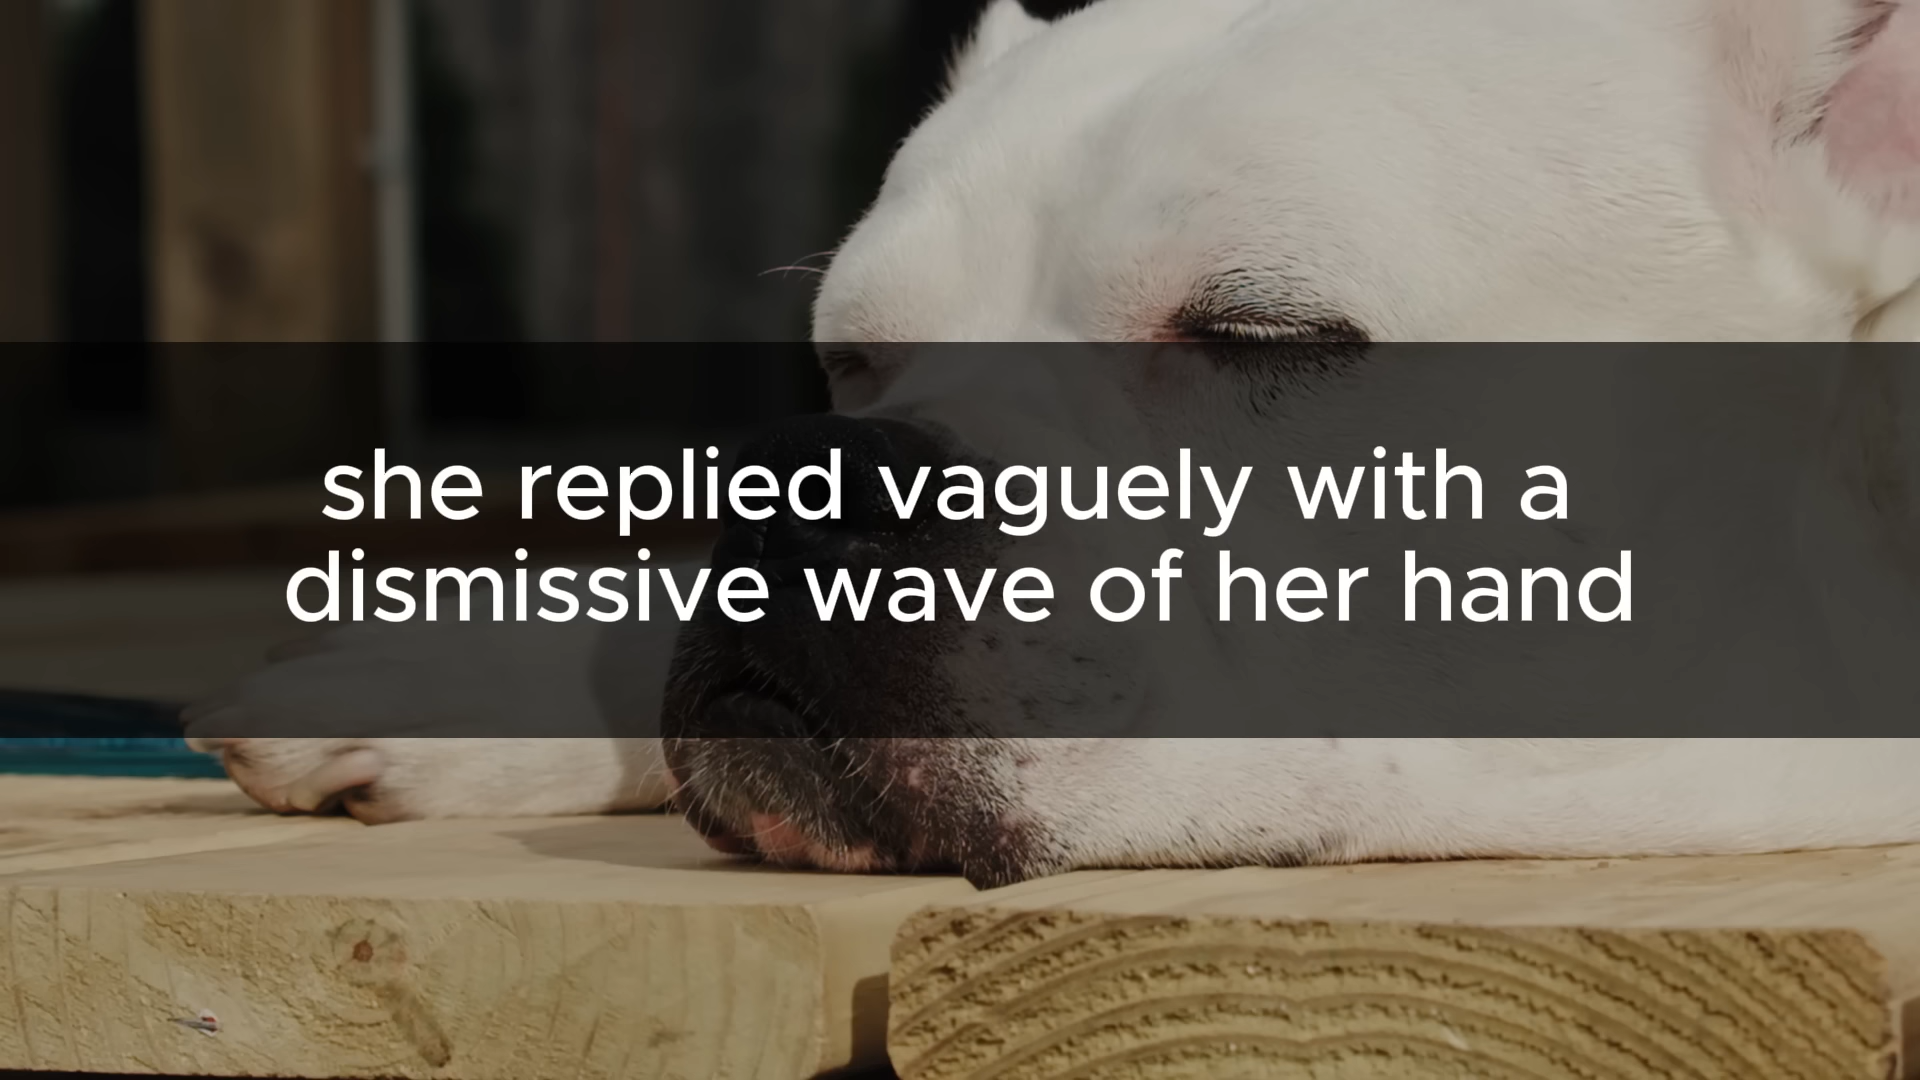 she replied vaguely with a
dismissive wave of her hand